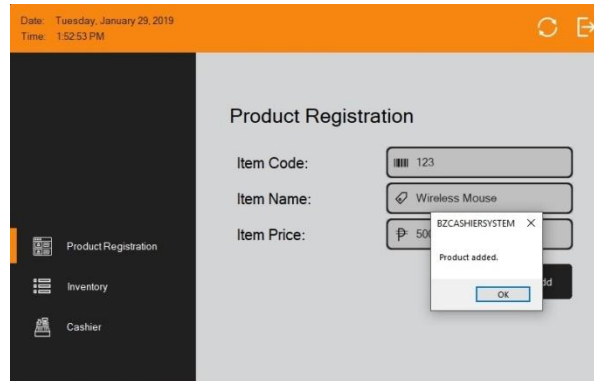 Date: Tuesday, January 29, 2019
Time: 1:52:53 PM
Product Registration
Item Code: 123
Item Name: Wireless Mouse
Item Price: ₱ 500
BZCASHIERSYSTEM
Product added.
OK
Product Registration
Inventory
Cashier